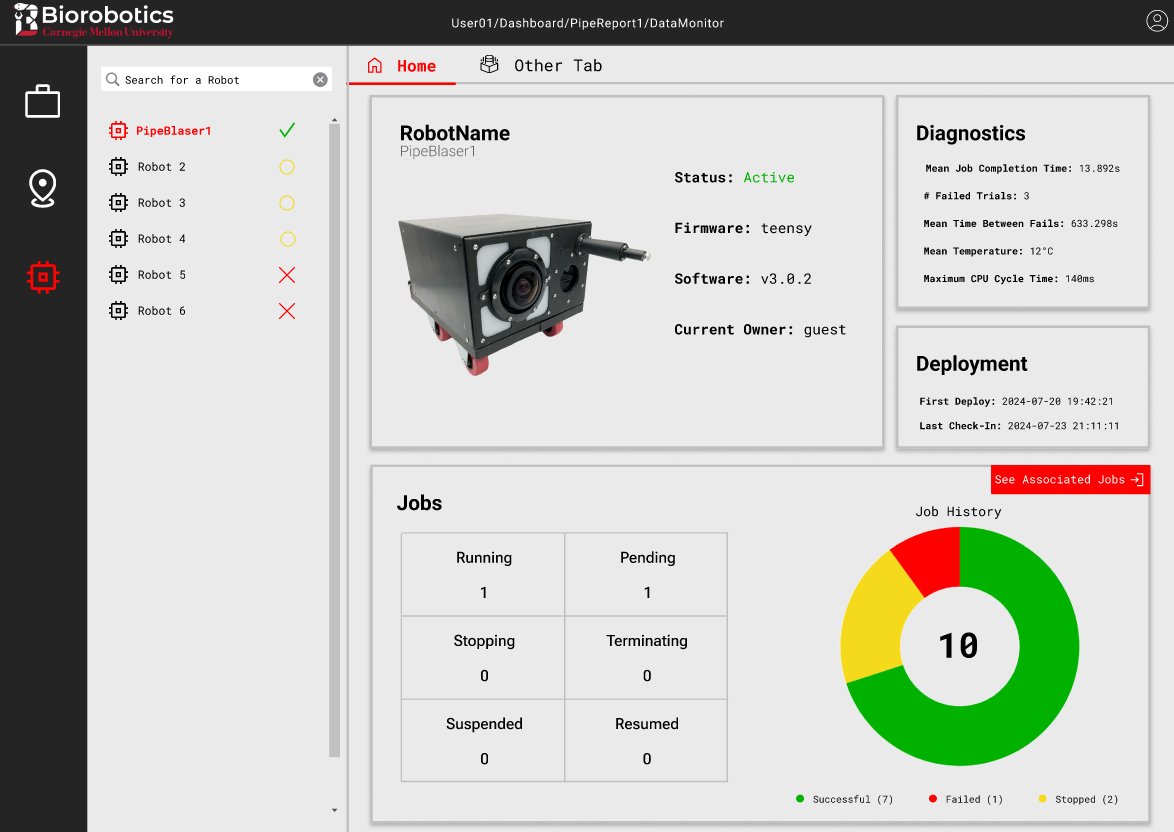 Biorobotics
Carnegie Mellon University
User01/Dashboard/PipeReport1/DataMonitor
Search for a Robot
PipeBlaser1
Robot 2
Robot 3
Robot 4
Robot 5
Robot 6
Home
Other Tab
RobotName
PipeBlaser1
Status: Active
Firmware: teensy
Software: v3.0.2
Current Owner: guest
Diagnostics
Mean Job Completion Time: 13.892s
# Failed Trials: 3
Mean Time Between Fails: 633.298s
Mean Temperature: 12°C
Maximum CPU Cycle Time: 140ms
Deployment
First Deploy: 2024-07-20 19:42:21
Last Check-In: 2024-07-23 21:11:11
Jobs
Running
1
Pending
1
Stopping
0
Terminating
0
Suspended
0
Resumed
0
See Associated Jobs
Job History
10
Successful (7)
Failed (1)
Stopped (2)